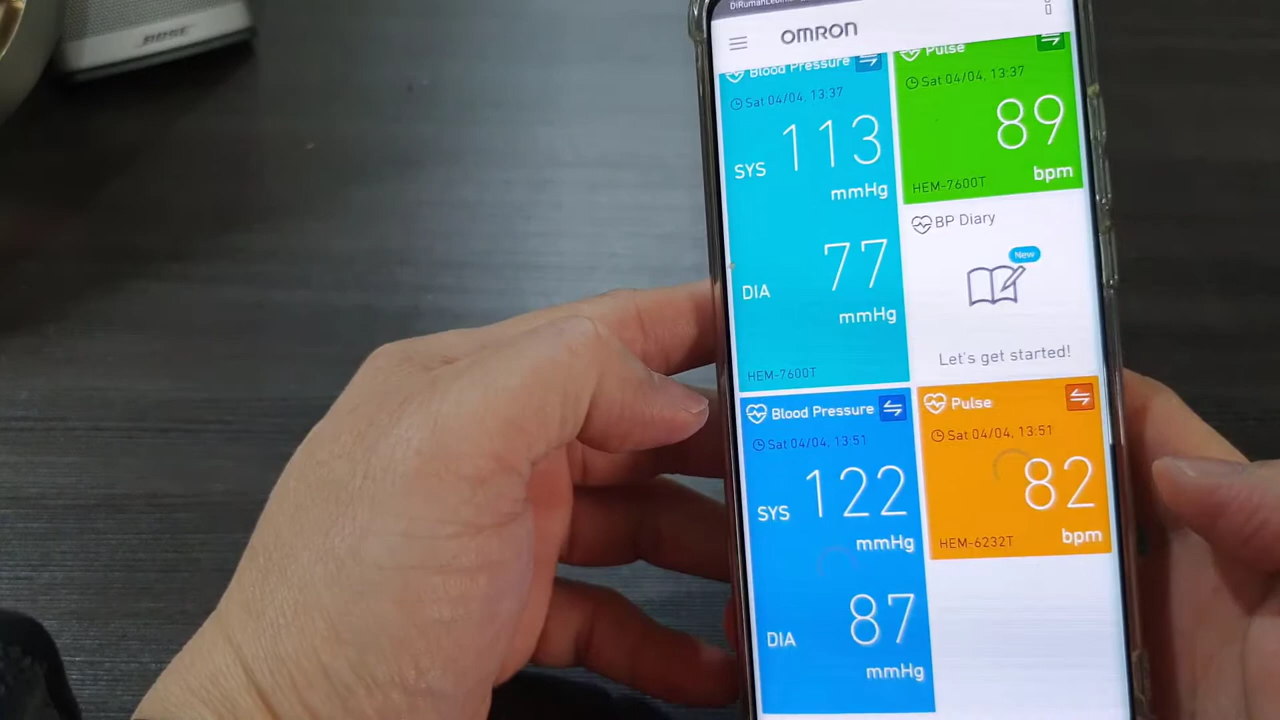 BOSE
OMRON
Blood Pressure
Sat 04/04, 13:37
SYS 113
mmHg
DIA 77
mmHg
HEM-7600T
Pulse
Sat 04/04, 13:37
89
bpm
HEM-7600T
BP Diary
New
Let's get started!
Blood Pressure
Sat 04/04, 13:51
SYS 122
mmHg
DIA 87
mmHg
Pulse
Sat 04/04, 13:51
82
bpm
HEM-6232T